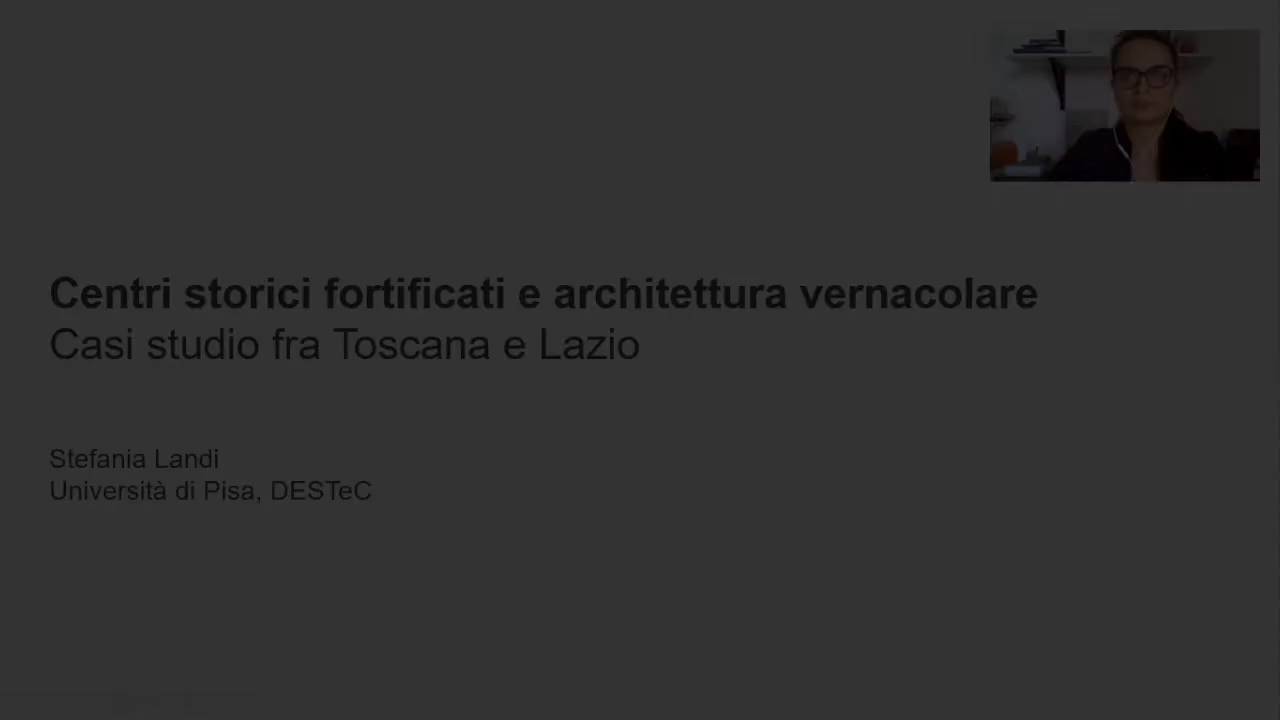 Centri storici fortificati e architettura vernacolare
Casi studio fra Toscana e Lazio
Stefania Landi
Università di Pisa, DESTeC